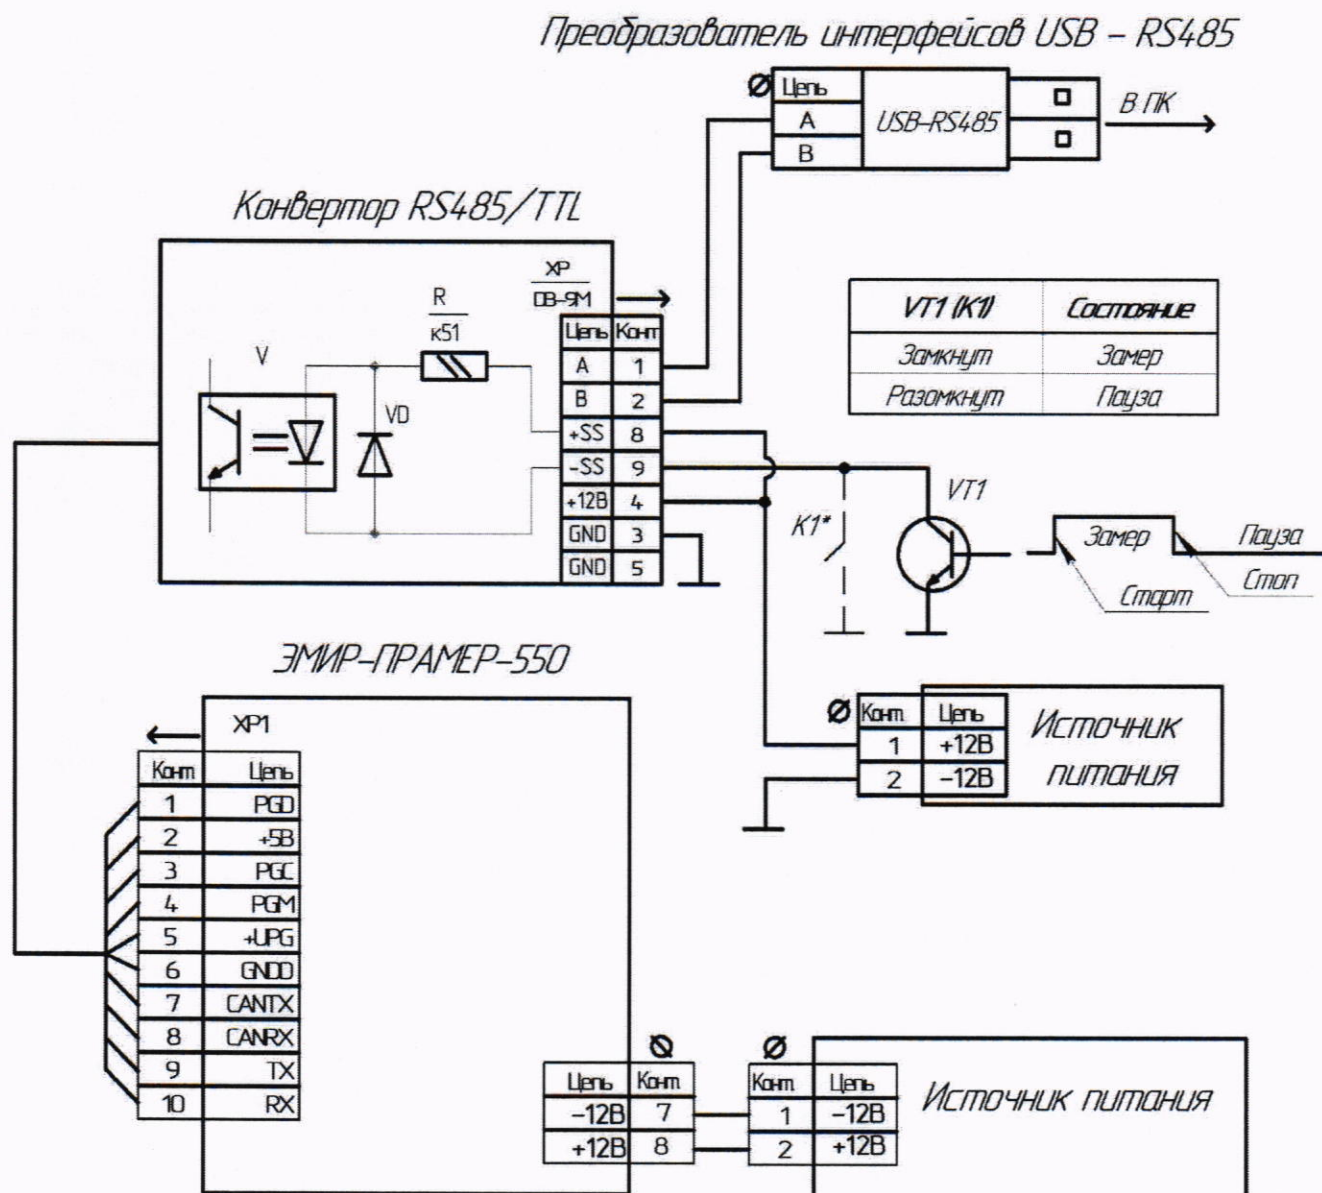 Преобразователь интерфейсов USB - RS485
Цепь
A
B
USB-RS485
В ПК
Конвертор RS485/TTL
V
VD
R
к51
XP
DB-9M
Цепь Конт
A 1
B 2
+SS 8
-SS 9
+12В 4
GND 3
GND 5
VT1 (K1) Состояние
Замкнут Замер
Разомкнут Пауза
K1*
VT1
Замер
Пауза
Старт
Стоп
ЭМИР-ПРАМЕР-550
XP1
Конт Цепь
1 PGD
2 +5В
3 PGC
4 PGM
5 +UPG
6 GNDD
7 CANTX
8 CANRX
9 TX
10 RX
Конт. Цепь
1 +12В
2 -12В
Источник
питания
Цепь Конт.
-12В 7
+12В 8
Конт. Цепь
1 -12В
2 +12В
Источник питания